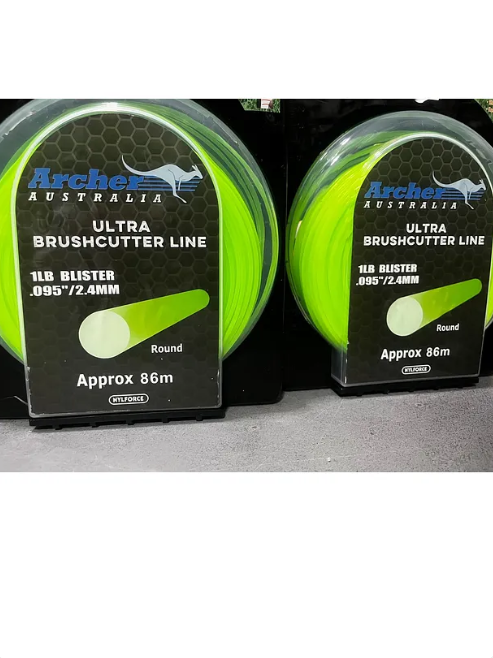 Archer
AUSTRALIA
ULTRA
BRUSHCUTTER LINE
1LB BLISTER
.095"/2.4MM
Round
Approx 86m
NYLFORCE
Archer
AUSTRALIA
ULTRA
BRUSHCUTTER LINE
1LB BLISTER
.095"/2.4MM
Round
Approx 86m
NYLFORCE